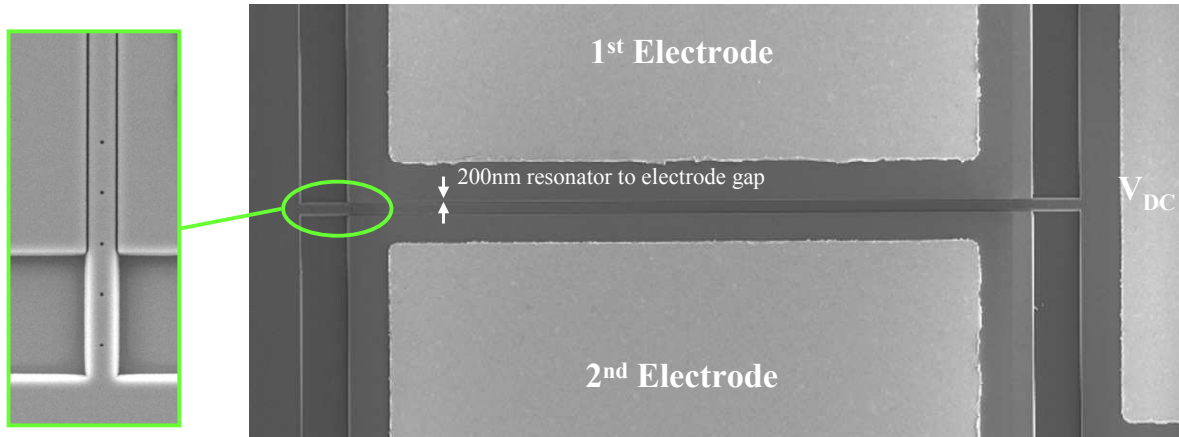 1st Electrode
200nm resonator to electrode gap
VDC
2nd Electrode